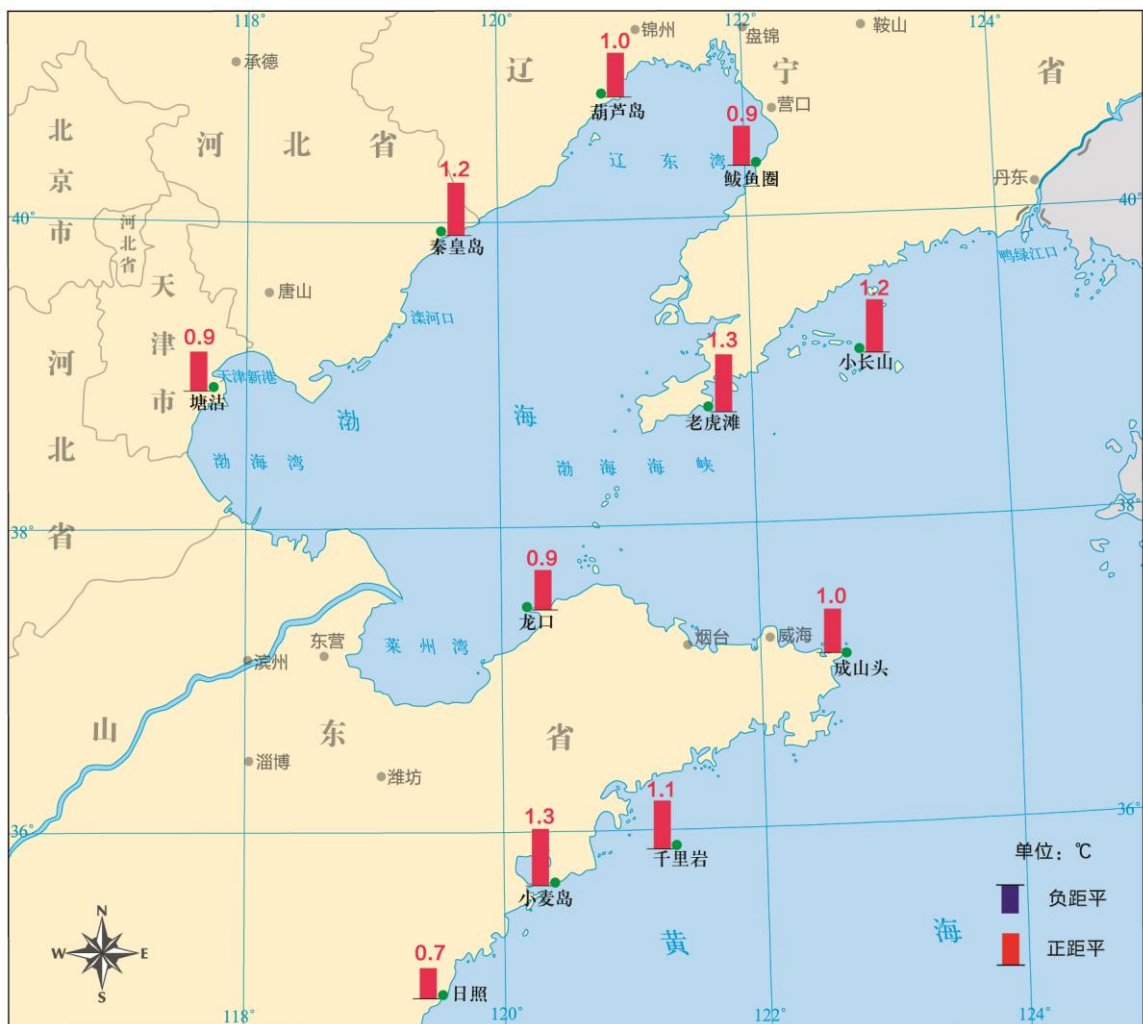 118°
120°
122°
124°
1.0
锦州
盘锦
鞍山
承德
辽 宁 省
葫芦岛
营口
北京市
河 北 省
0.9
辽 东 湾
鲅鱼圈
1.2
丹东
40°
40°
河北省
秦皇岛
鸭绿江口
天津市
唐山
滦河口
1.2
0.9
1.3
小长山
河北省
天津新港
塘沽
渤 海
老虎滩
渤 海 湾
渤 海 海 峡
38°
38°
0.9
1.0
龙口
烟台
威海
东营
莱 州 湾
滨州
成山头
山 东 省
淄博
潍坊
1.1
36°
36°
1.3
千里岩
单位：℃
小麦岛
负距平
N
W E
S
黄 海
正距平
0.7
日照
118°
120°
122°
124°